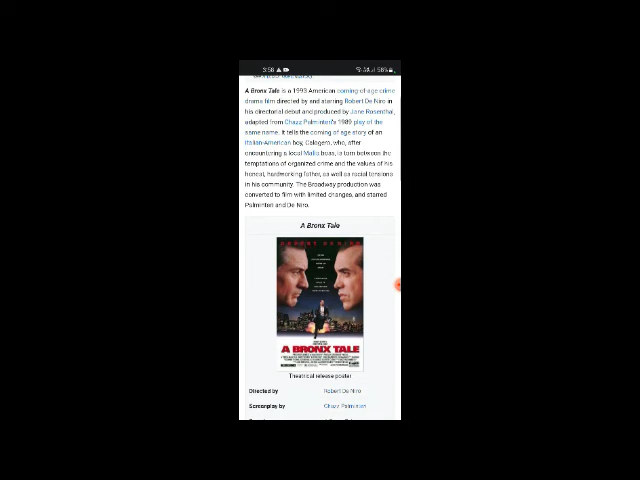 3:58
58%
A Bronx Tale is a 1993 American coming of age crime
drama film directed by and starring Robert De Niro in
his directorial debut and produced by Jane Rosenthal,
adapted from Chazz Palminteri's 1989 play of the
same name. It tells the coming of age story of an
Italian-American boy, Calogero, who, after
encountering a local Mafia boss, is torn between the
temptations of organized crime and the values of his
honest, hardworking father, as well as racial tensions
in his community. The Broadway production was
converted to film with limited changes, and starred
Palminteri and De Niro.
A Bronx Tale
A BRONX TALE
Theatrical release poster
Directed by Robert De Niro
Screenplay by Chazz Palminteri